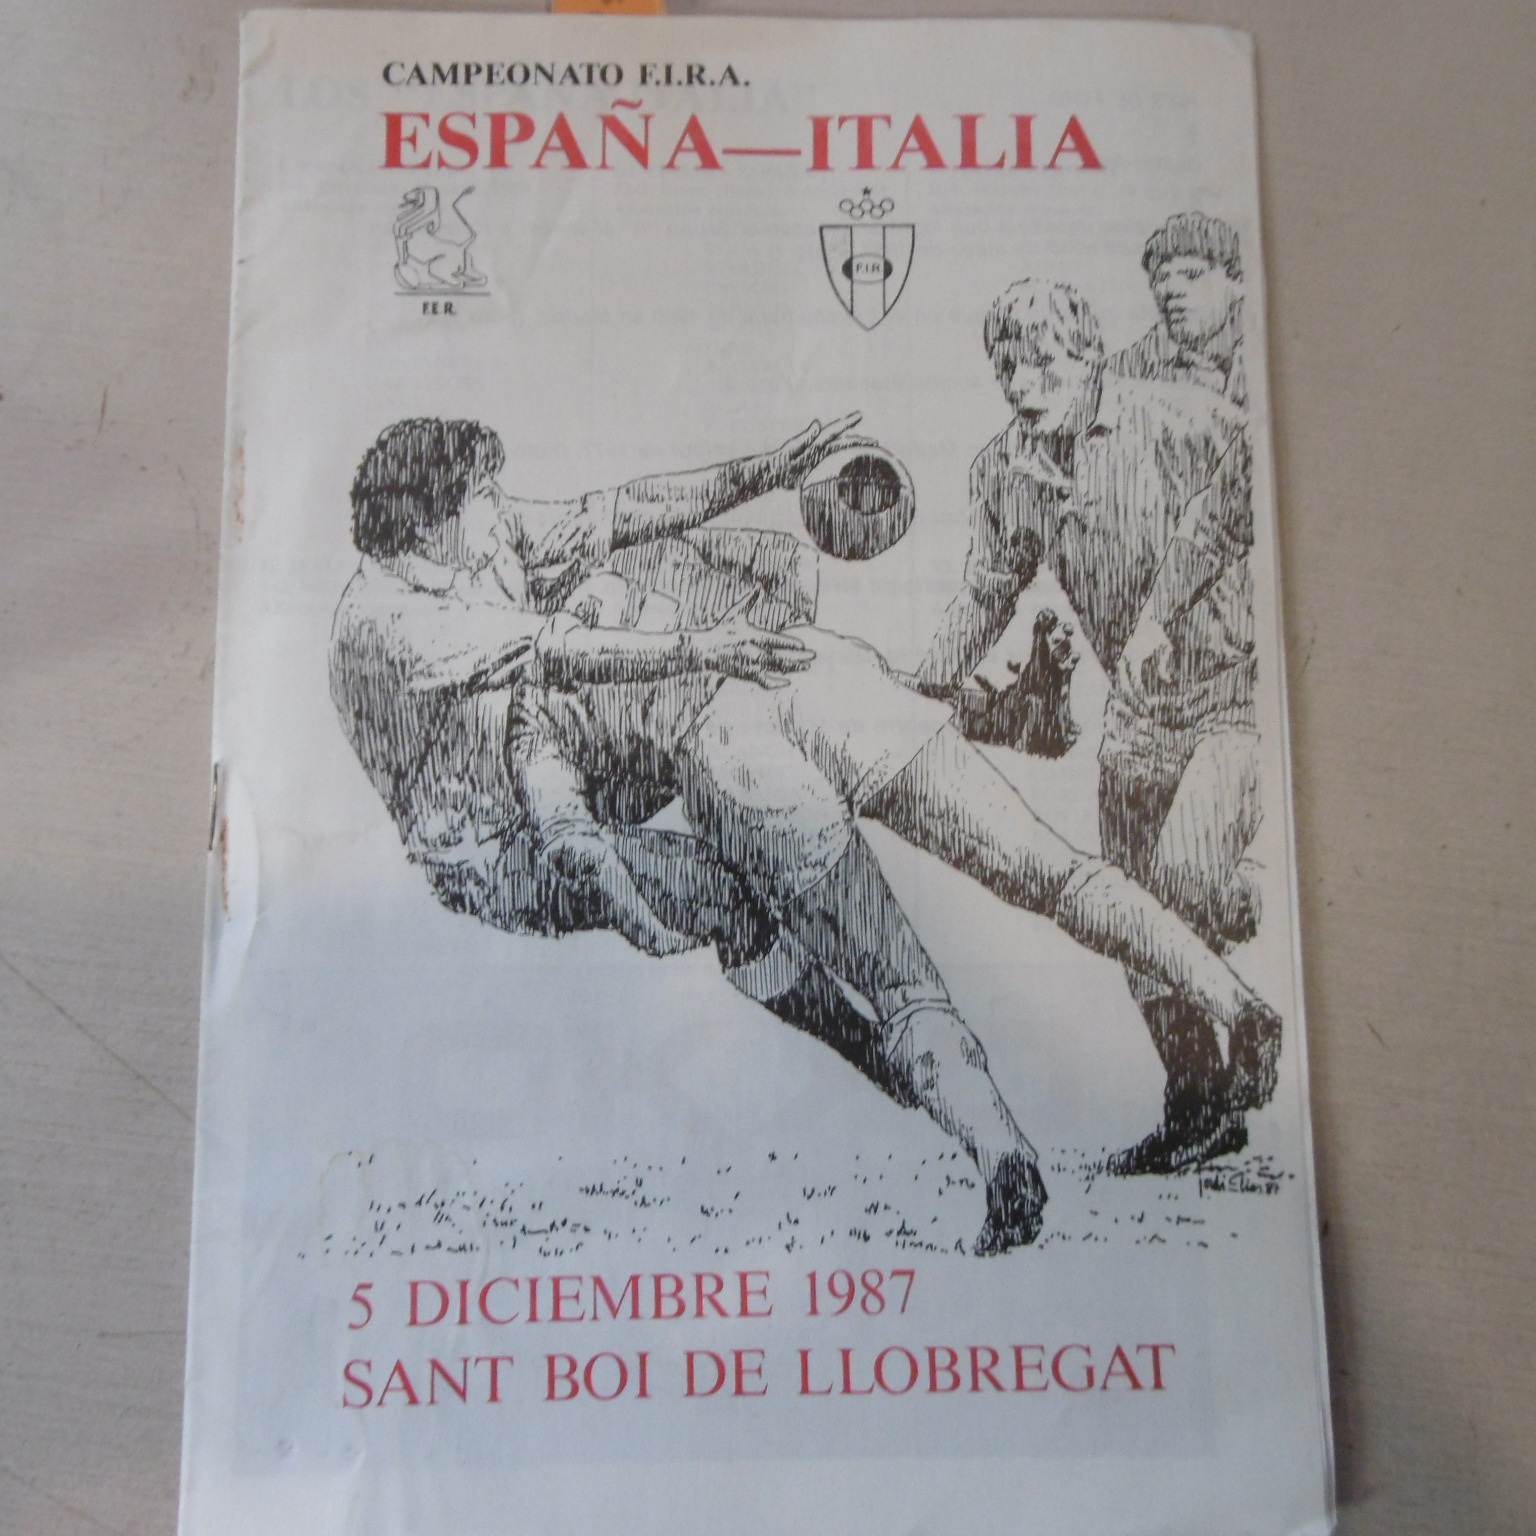 CAMPEONATO F.I.R.A.
ESPAÑA—ITALIA
F.E.R.
F.I.R
5 DICIEMBRE 1987
SANT BOI DE LLOBREGAT